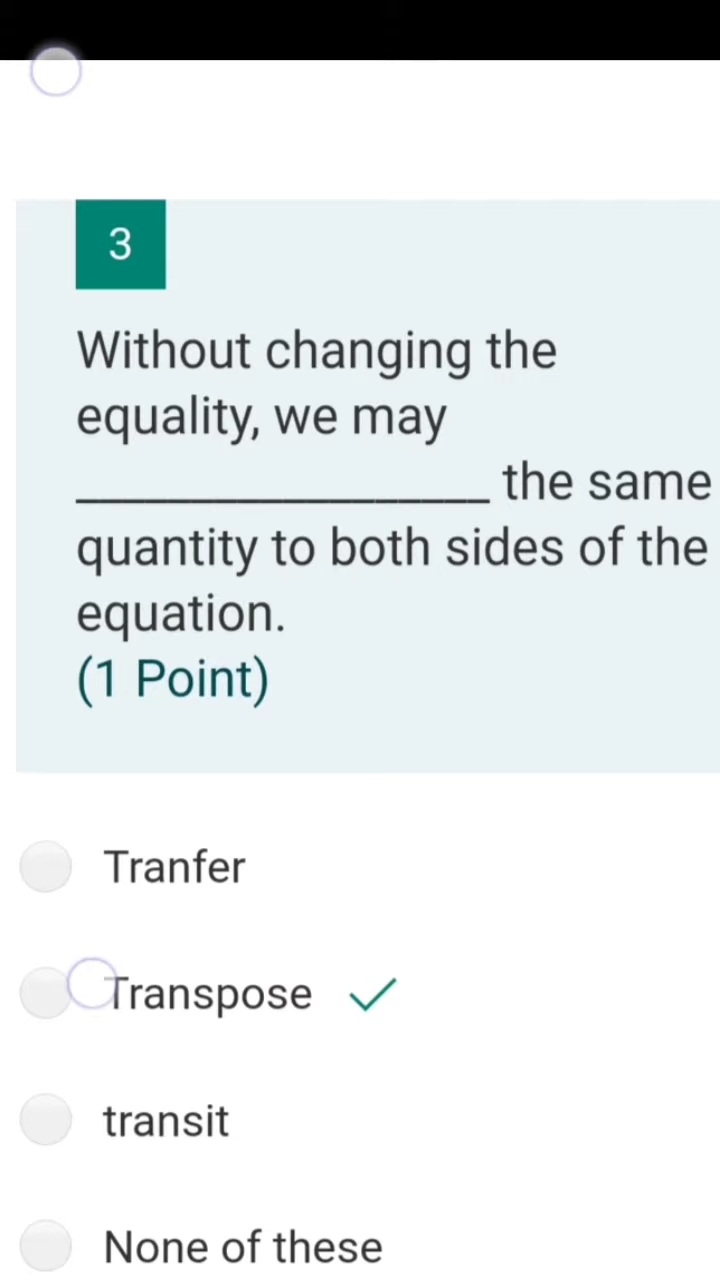 3
Without changing the
equality, we may
__________________ the same
quantity to both sides of the
equation.
(1 Point)
Tranfer
Transpose
transit
None of these